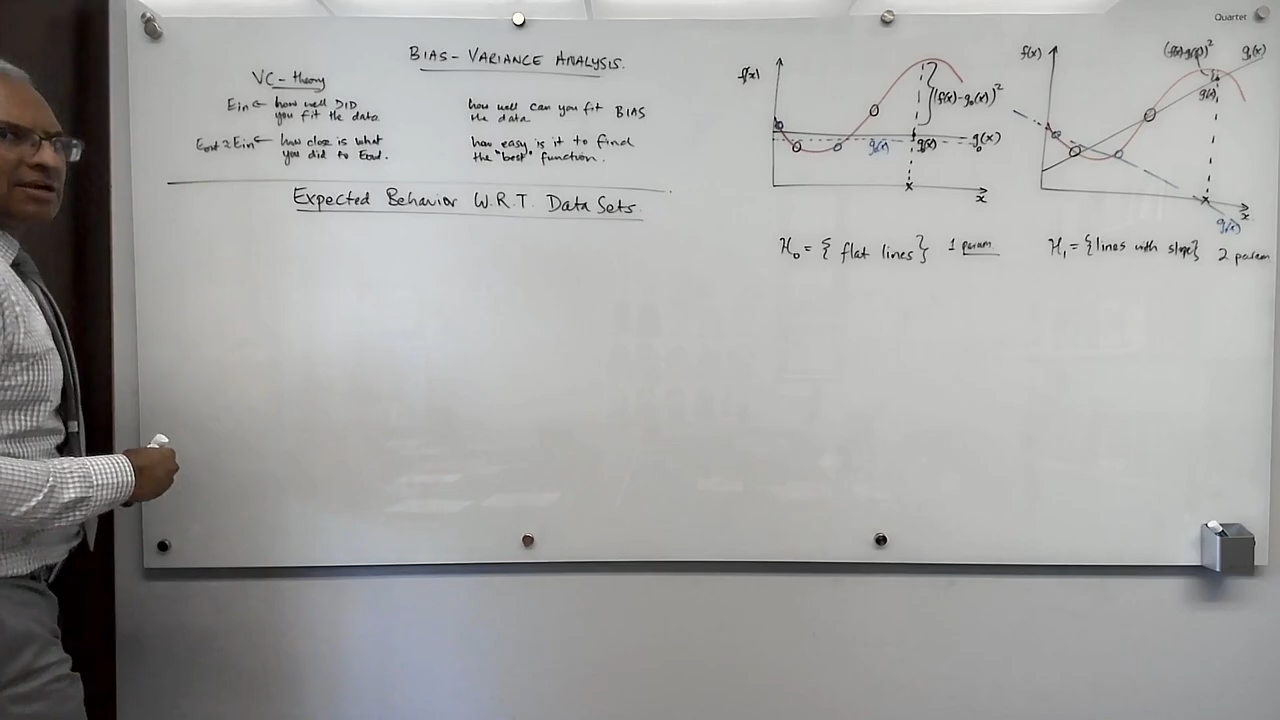 Quartet
BIAS-VARIANCE ANALYSIS.
VC-theory
Ein ← how well DID
you fit the data.
how well can you fit BIAS
the data
Eout ≈ Ein ← how close is what
you did to Eout.
how easy is it to find
the "best" function.
Expected Behavior W.R.T. Data Sets.
f(x)
(f(x)-g₀(x))²
g₀(x)
g₀(x)
g(x)
x
x
H₀ = { flat lines } 1 param
f(x)
g₁(x)
g(x)
x
x
g₁(x)
H₁ = {lines with slope} 2 param